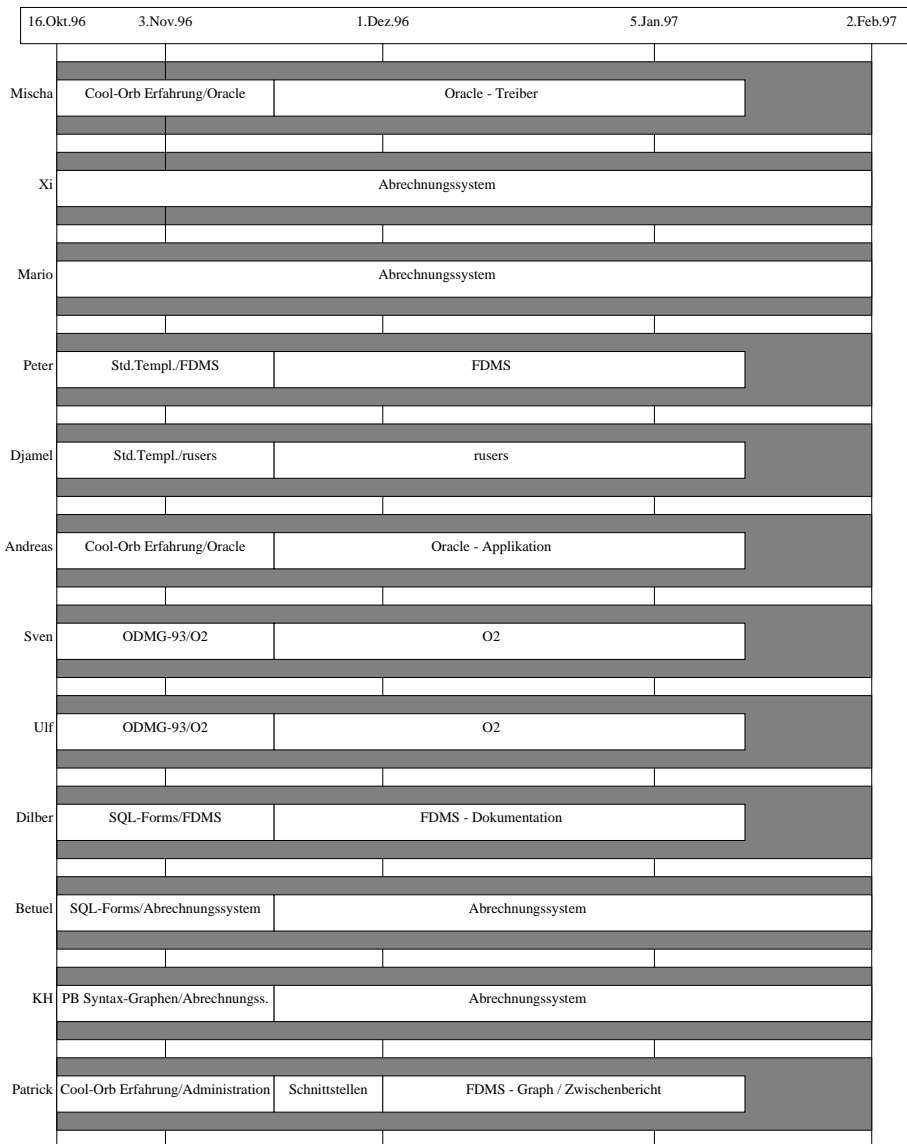 16.Okt.96 3.Nov.96 1.Dez.96 5.Jan.97 2.Feb.97
Mischa Cool-Orb Erfahrung/Oracle Oracle - Treiber
Xi Abrechnungssystem
Mario Abrechnungssystem
Peter Std.Templ./FDMS FDMS
Djamel Std.Templ./rusers rusers
Andreas Cool-Orb Erfahrung/Oracle Oracle - Applikation
Sven ODMG-93/O2 O2
Ulf ODMG-93/O2 O2
Dilber SQL-Forms/FDMS FDMS - Dokumentation
Betuel SQL-Forms/Abrechnungssystem Abrechnungssystem
KH PB Syntax-Graphen/Abrechnungss. Abrechnungssystem
Patrick Cool-Orb Erfahrung/Administration Schnittstellen FDMS - Graph / Zwischenbericht